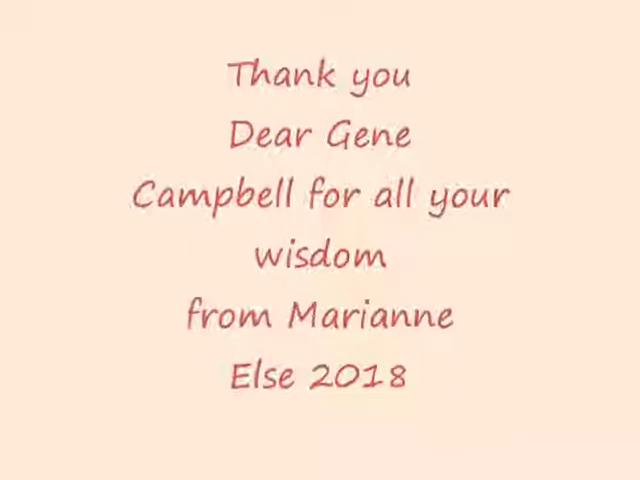 Thank you
Dear Gene
Campbell for all your
wisdom
from Marianne
Else 2018